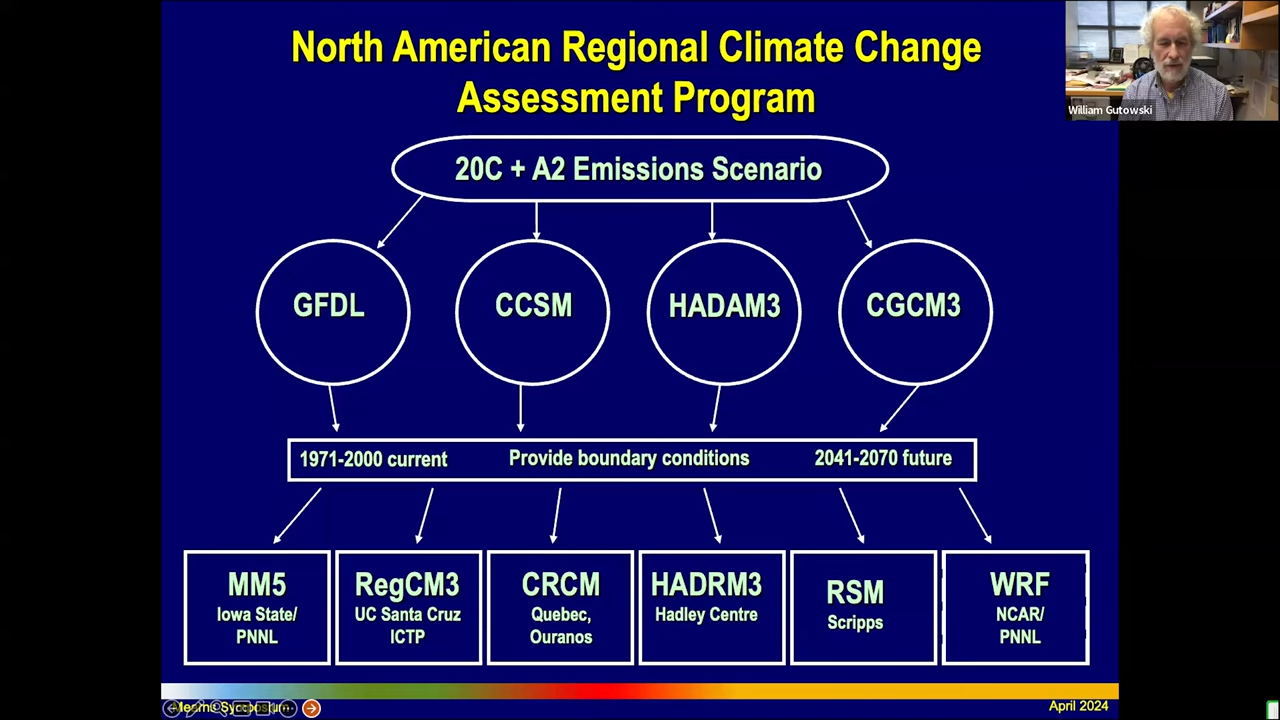 North American Regional Climate Change
Assessment Program
William Gutowski
20C + A2 Emissions Scenario
GFDL
CCSM
HADAM3
CGCM3
1971-2000 current
Provide boundary conditions
2041-2070 future
MM5
Iowa State/
PNNL
RegCM3
UC Santa Cruz
ICTP
CRCM
Quebec,
Ouranos
HADRM3
Hadley Centre
RSM
Scripps
WRF
NCAR/
PNNL
Mearns Symposium
April 2024